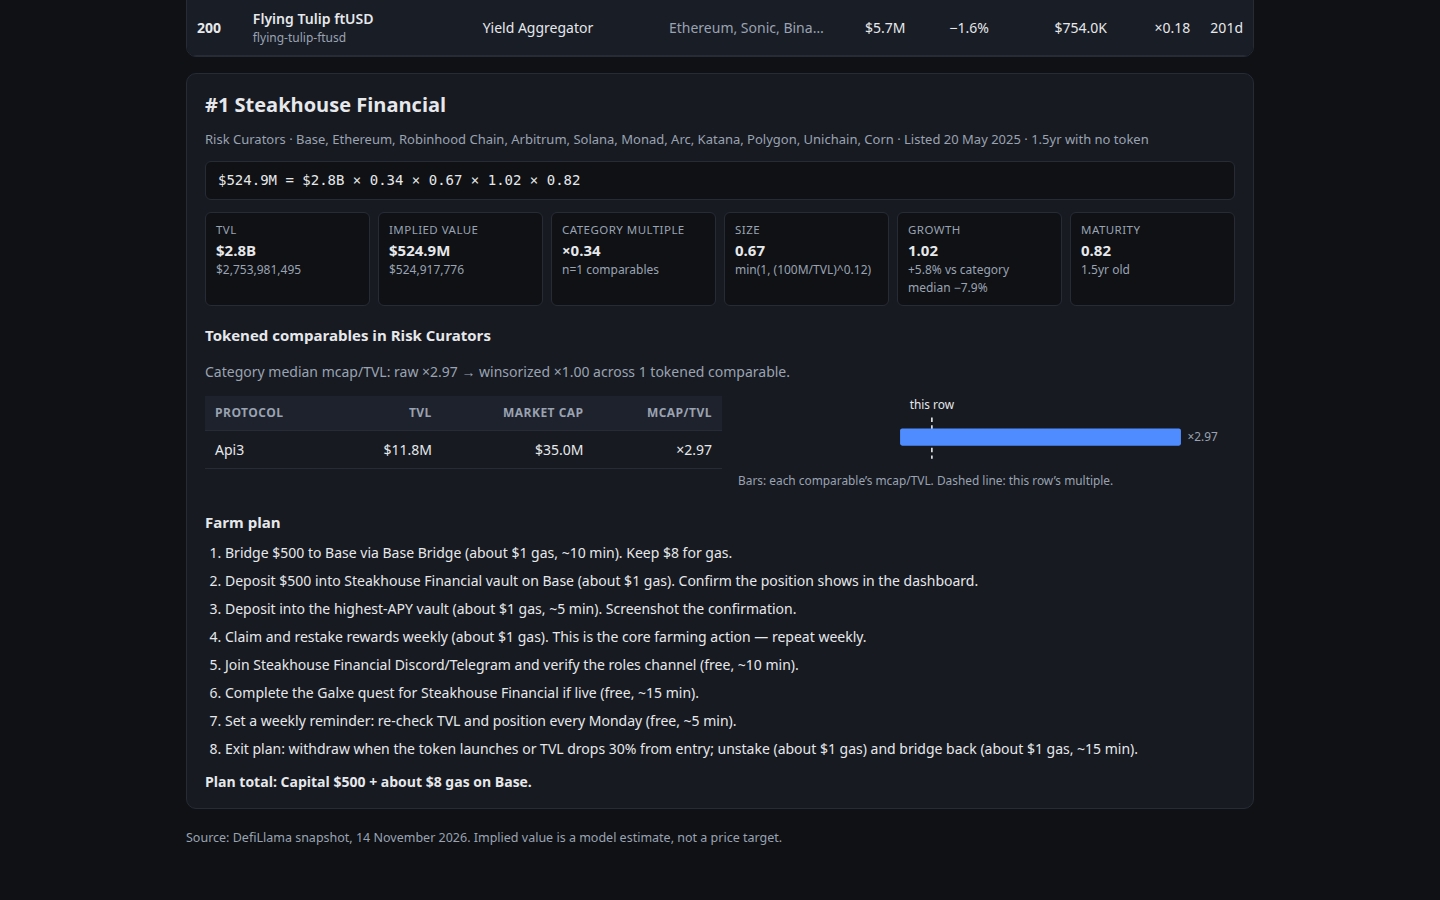 200 Flying Tulip ftUSD Yield Aggregator Ethereum, Sonic, Bina... $5.7M −1.6% $754.0K ×0.18 201d
flying-tulip-ftusd
#1 Steakhouse Financial
Risk Curators · Base, Ethereum, Robinhood Chain, Arbitrum, Solana, Monad, Arc, Katana, Polygon, Unichain, Corn · Listed 20 May 2025 · 1.5yr with no token
$524.9M = $2.8B × 0.34 × 0.67 × 1.02 × 0.82
TVL
$2.8B
$2,753,981,495
IMPLIED VALUE
$524.9M
$524,917,776
CATEGORY MULTIPLE
×0.34
n=1 comparables
SIZE
0.67
min(1, (100M/TVL)^0.12)
GROWTH
1.02
+5.8% vs category
median −7.9%
MATURITY
0.82
1.5yr old
Tokened comparables in Risk Curators
Category median mcap/TVL: raw ×2.97 → winsorized ×1.00 across 1 tokened comparable.
PROTOCOL TVL MARKET CAP MCAP/TVL
Api3 $11.8M $35.0M ×2.97
this row
×2.97
Bars: each comparable’s mcap/TVL. Dashed line: this row’s multiple.
Farm plan
1. Bridge $500 to Base via Base Bridge (about $1 gas, ~10 min). Keep $8 for gas.
2. Deposit $500 into Steakhouse Financial vault on Base (about $1 gas). Confirm the position shows in the dashboard.
3. Deposit into the highest-APY vault (about $1 gas, ~5 min). Screenshot the confirmation.
4. Claim and restake rewards weekly (about $1 gas). This is the core farming action — repeat weekly.
5. Join Steakhouse Financial Discord/Telegram and verify the roles channel (free, ~10 min).
6. Complete the Galxe quest for Steakhouse Financial if live (free, ~15 min).
7. Set a weekly reminder: re-check TVL and position every Monday (free, ~5 min).
8. Exit plan: withdraw when the token launches or TVL drops 30% from entry; unstake (about $1 gas) and bridge back (about $1 gas, ~15 min).
Plan total: Capital $500 + about $8 gas on Base.
Source: DefiLlama snapshot, 14 November 2026. Implied value is a model estimate, not a price target.